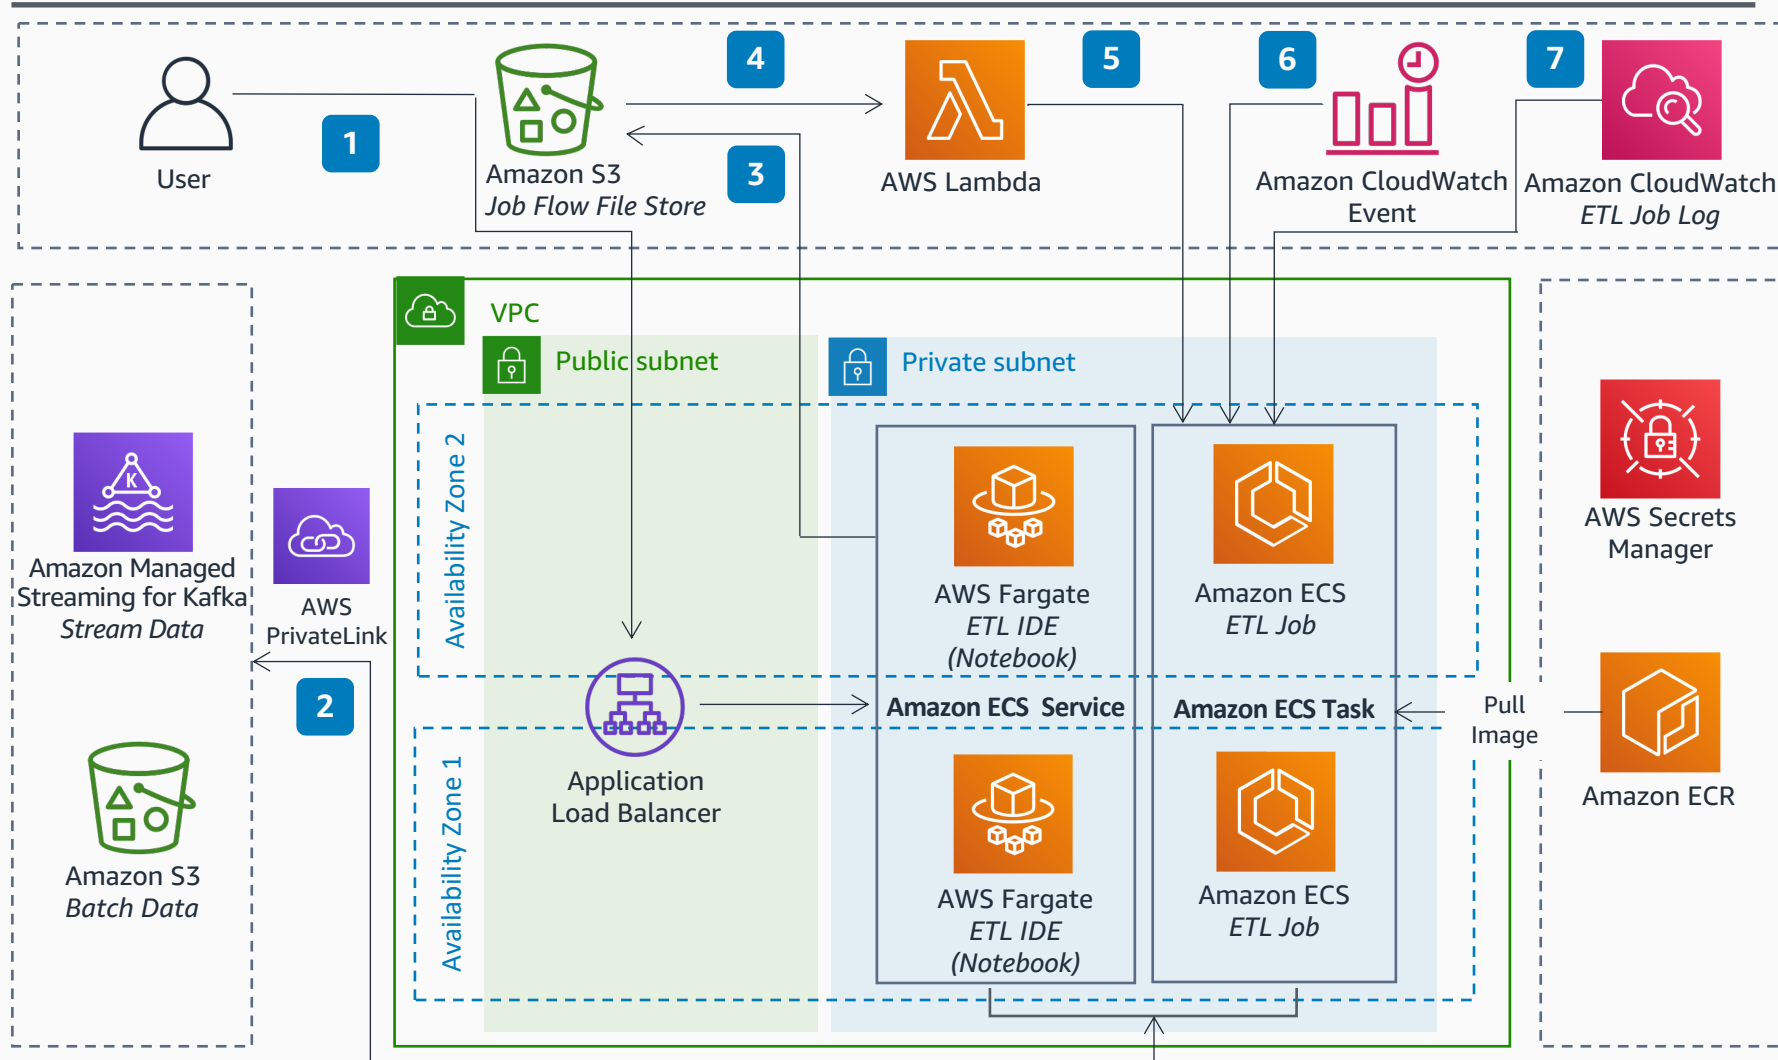 1
4
5
6
7
3
User
Amazon S3
Job Flow File Store
AWS Lambda
Amazon CloudWatch
Event
Amazon CloudWatch
ETL Job Log
VPC
Public subnet
Private subnet
Availability Zone 2
K
Amazon Managed
Streaming for Kafka
Stream Data
AWS
PrivateLink
2
AWS Fargate
ETL IDE
(Notebook)
Amazon ECS
ETL Job
AWS Secrets
Manager
Amazon ECS Service
Amazon ECS Task
Pull
Image
Application
Load Balancer
Amazon ECR
Availability Zone 1
Amazon S3
Batch Data
AWS Fargate
ETL IDE
(Notebook)
Amazon ECS
ETL Job